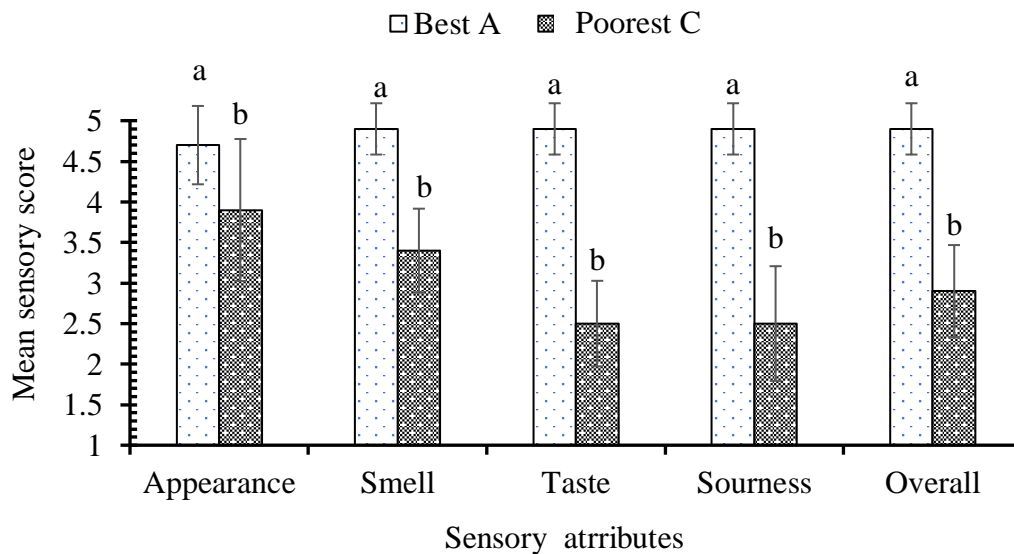 Best A Poorest C
a b a b a b a b a b
5
4.5
4
3.5
3
2.5
2
1.5
1
Mean sensory score
Appearance Smell Taste Sourness Overall
Sensory atrributes